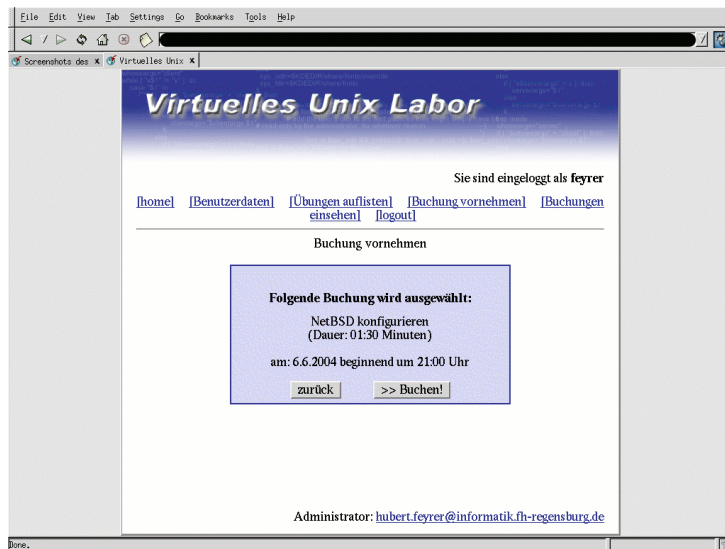 File Edit View Tab Settings Go Bookmarks Tools Help
Screenshots des x Virtuelles Unix x
Virtuelles Unix Labor
Sie sind eingeloggt als feyrer
[home] [Benutzerdaten] [Übungen auflisten] [Buchung vornehmen] [Buchungen
einsehen] [logout]
Buchung vornehmen
Folgende Buchung wird ausgewählt:
NetBSD konfigurieren
(Dauer: 01:30 Minuten)
am: 6.6.2004 beginnend um 21:00 Uhr
zurück >> Buchen!
Administrator: hubert.feyrer@informatik.fh-regensburg.de
Done.